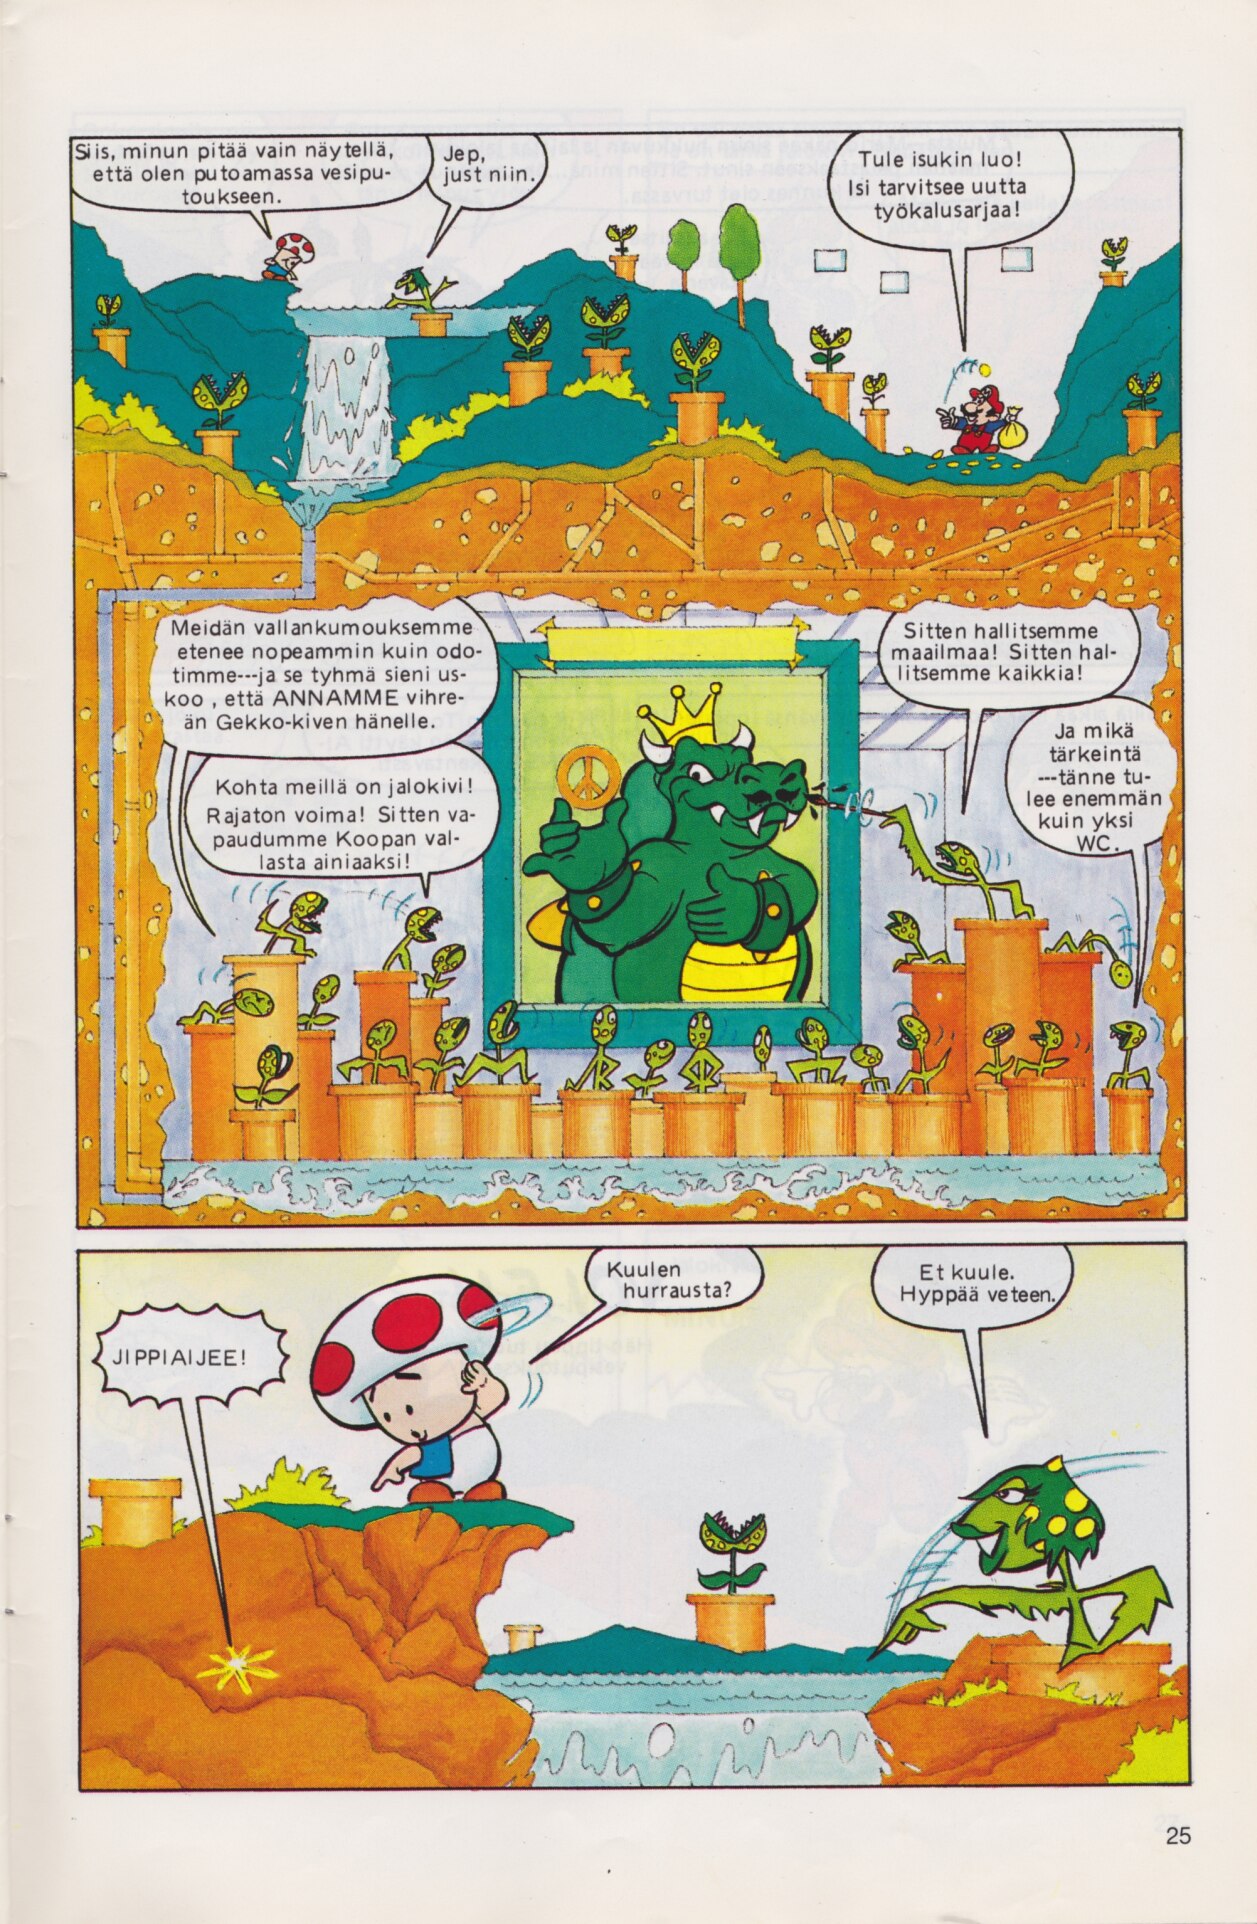 Siis, minun pitää vain näytellä,
että olen putoamassa vesipu-
toukseen.
Jep,
just niin.
Tule isukin luo!
Isi tarvitsee uutta
työkalusarjaa!
Meidän vallankumouksemme
etenee nopeammin kuin odo-
timme---ja se tyhmä sieni us-
koo, että ANNAMME vihre-
än Gekko-kiven hänelle.
Kohta meillä on jalokivi!
Rajaton voima! Sitten va-
paudumme Koopan val-
lasta ainiaaksi!
Sitten hallitsemme
maailmaa! Sitten hal-
litsemme kaikkia!
Ja mikä
tärkeintä
---tänne tu-
lee enemmän
kuin yksi
WC.
JIPPIAIJEE!
Kuulen
hurrausta?
Et kuule.
Hyppää veteen.
25